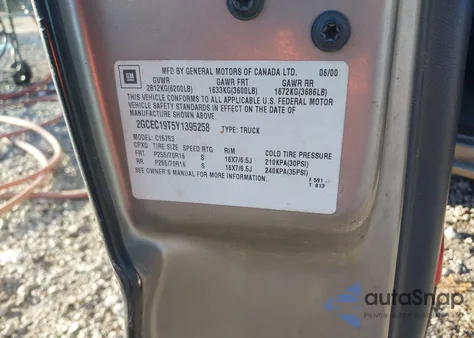 GM
MFD BY GENERAL MOTORS OF CANADA LTD. 06/00
GVWR GAWR FRT GAWR RR
2812KG(6200LB) 1633KG(3600LB) 1672KG(3686LB)
THIS VEHICLE CONFORMS TO ALL APPLICABLE U.S. FEDERAL MOTOR
VEHICLE SAFETY STANDARDS IN EFFECT ON THE DATE OF
MANUFACTURE SHOWN ABOVE.
2GCEC19T5Y1395258 TYPE: TRUCK
MODEL: C15753
CPXO TIRE SIZE SPEED RTG RIM COLD TIRE PRESSURE
FRT P255/70R16 S 16X7/6.5J 210KPA(30PSI)
RR P255/70R16 S 16X7/6.5J 240KPA(35PSI)
SEE OWNER'S MANUAL FOR MORE INFORMATION. F 591
T 813
autoSnap